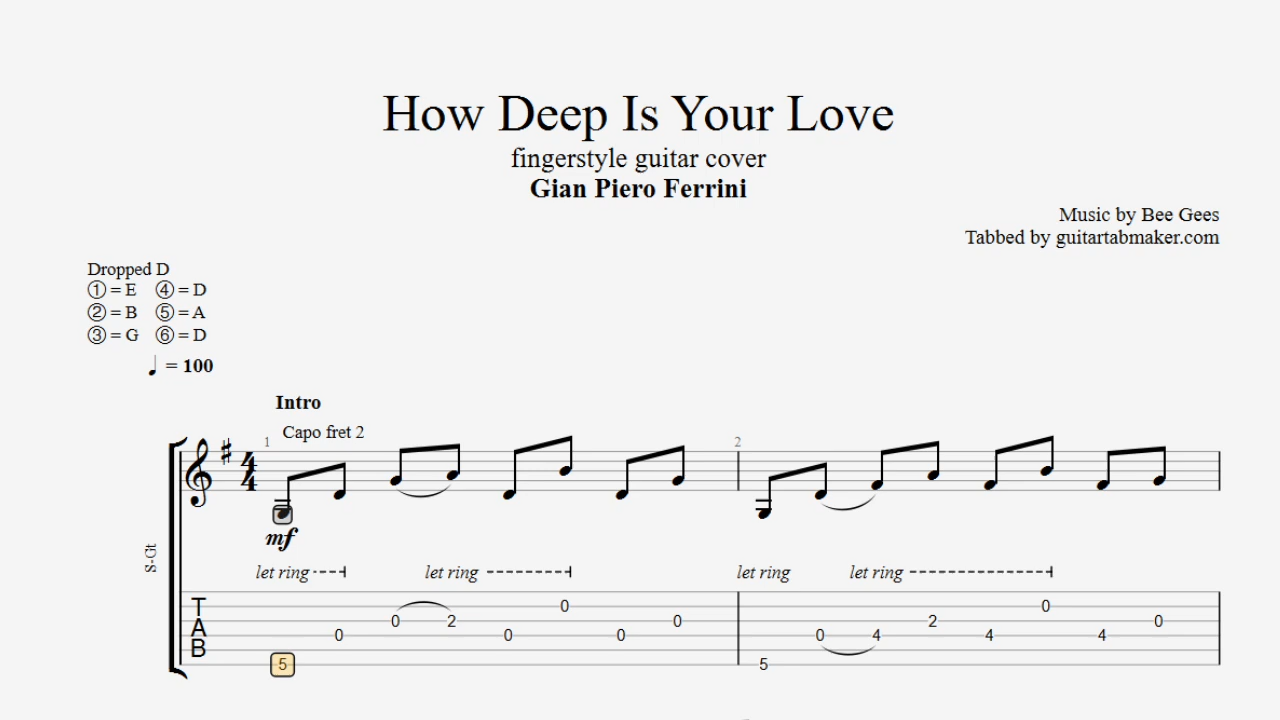 How Deep Is Your Love
fingerstyle guitar cover
Gian Piero Ferrini
Music by Bee Gees
Tabbed by guitartabmaker.com
Dropped D
① = E ④ = D
② = B ⑤ = A
③ = G ⑥ = D
♩ = 100
Intro
Capo fret 2
1 2
4
4
mf
S-Gt
let ring let ring let ring let ring
T
A
B
0 0
0 2 0 2 0
0 0 0 0 4 4 4
5 5